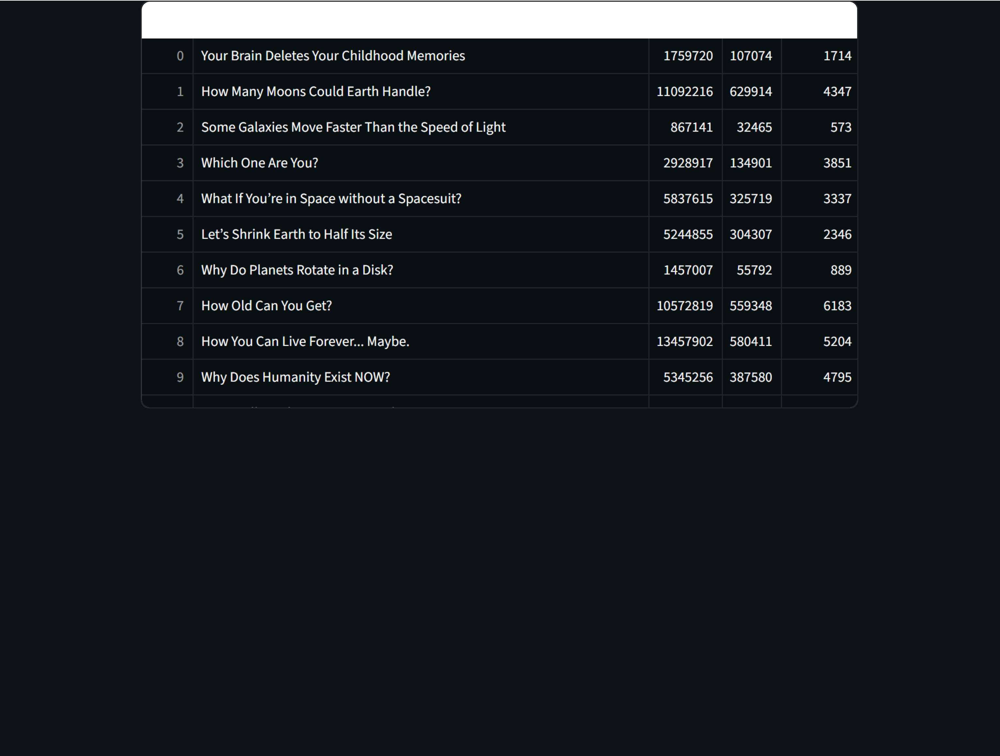 0 Your Brain Deletes Your Childhood Memories 1759720 107074 1714
1 How Many Moons Could Earth Handle? 11092216 629914 4347
2 Some Galaxies Move Faster Than the Speed of Light 867141 32465 573
3 Which One Are You? 2928917 134901 3851
4 What If You’re in Space without a Spacesuit? 5837615 325719 3337
5 Let’s Shrink Earth to Half Its Size 5244855 304307 2346
6 Why Do Planets Rotate in a Disk? 1457007 55792 889
7 How Old Can You Get? 10572819 559348 6183
8 How You Can Live Forever... Maybe. 13457902 580411 5204
9 Why Does Humanity Exist NOW? 5345256 387580 4795